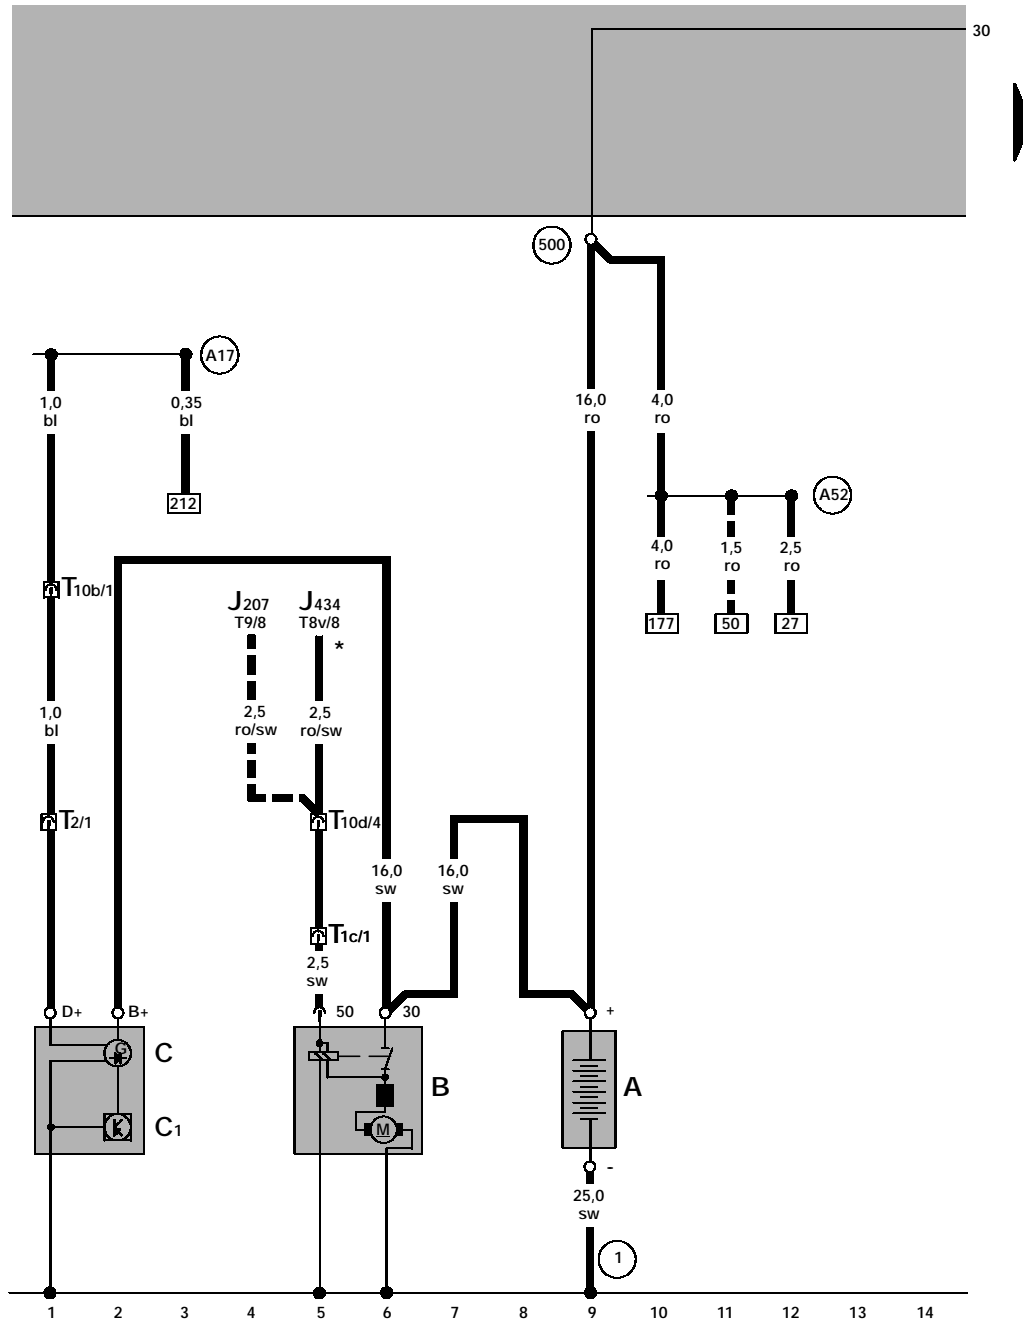 30
500
A17
1,0
bl
0,35
bl
16,0
ro
4,0
ro
212
A52
4,0
ro
1,5
ro
2,5
ro
T10b/1
J207
T9/8
J434
T8v/8
*
177
50
27
1,0
bl
2,5
ro/sw
2,5
ro/sw
T2/1
T10d/4
16,0
sw
16,0
sw
T1c/1
2,5
sw
D+
B+
50
30
+
G
C
B
A
C1
M
-
25,0
sw
1
1 2 3 4 5 6 7 8 9 10 11 12 13 14